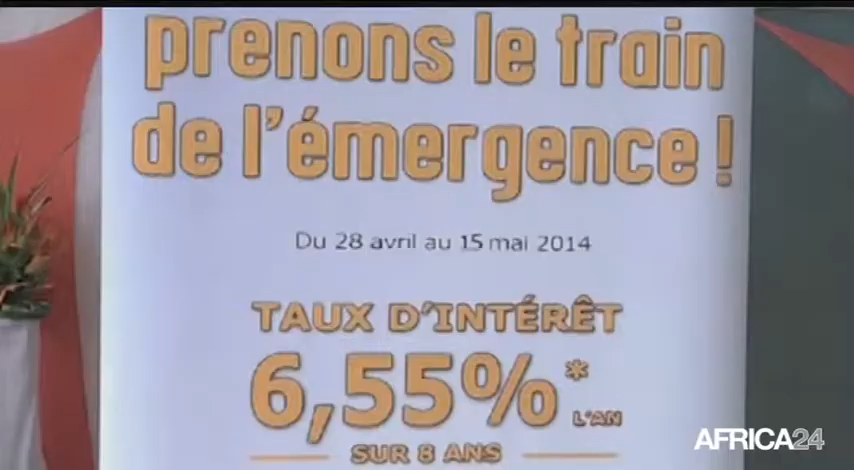 prenons le train
de l'émergence !
Du 28 avril au 15 mai 2014
TAUX D'INTÉRÊT
6,55%*
L'AN
SUR 8 ANS
AFRICA24